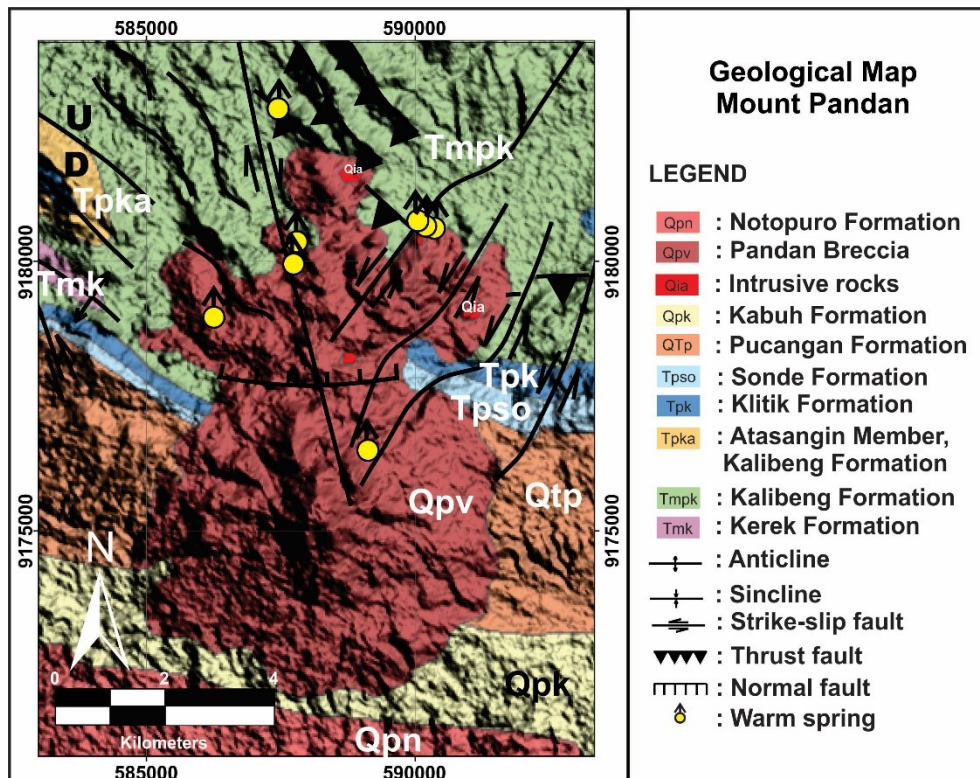 585000 590000
U
D
Tpka
Tmk
Tmpk
Qia
9180000 9180000
Qia
Tpk
Tpso
Qpv
Qtp
9175000 9175000
N
0 2 4
Kilometers
Qpk
Qpn
585000 590000
Geological Map
Mount Pandan
LEGEND
Qpn : Notopuro Formation
Qpv : Pandan Breccia
Qia : Intrusive rocks
Qpk : Kabuh Formation
QTp : Pucangan Formation
Tpso : Sonde Formation
Tpk : Klitik Formation
Tpka : Atasangin Member,
Kalibeng Formation
Tmpk : Kalibeng Formation
Tmk : Kerek Formation
: Anticline
: Sincline
: Strike-slip fault
: Thrust fault
: Normal fault
: Warm spring